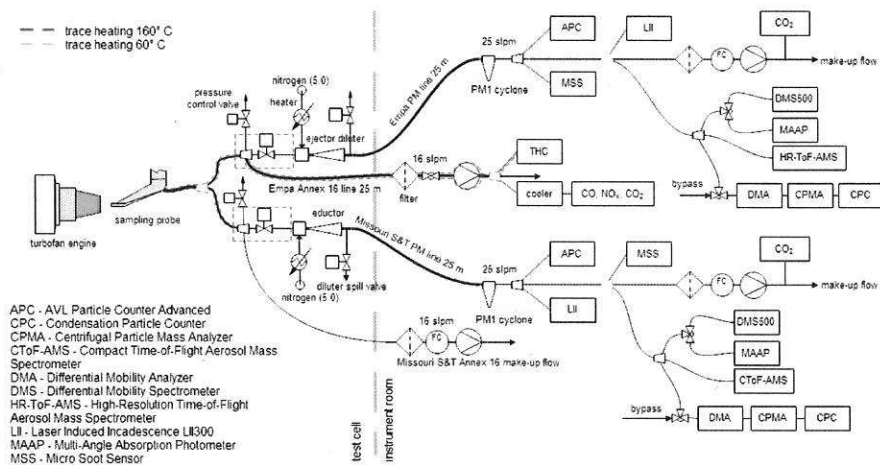 trace heating 160° C
trace heating 60° C
pressure
control valve
nitrogen (5.0)
heater
ejector diluter
Empa PM line 25 m
25 slpm
PM1 cyclone
APC
MSS
LII
FC
CO₂
make-up flow
DMS500
MAAP
HR-ToF-AMS
bypass
DMA
CPMA
CPC
turbofan engine
sampling probe
Empa Annex 16 line 25 m
16 slpm
filter
THC
cooler
CO, NOₓ, CO₂
eductor
Missouri S&T PM line 25 m
nitrogen (5.0)
diluter spill valve
25 slpm
PM1 cyclone
APC
LII
MSS
FC
CO₂
make-up flow
DMS500
MAAP
CToF-AMS
bypass
DMA
CPMA
CPC
16 slpm
FC
Missouri S&T Annex 16 make-up flow
test cell
instrument room
APC - AVL Particle Counter Advanced
CPC - Condensation Particle Counter
CPMA - Centrifugal Particle Mass Analyzer
CToF-AMS - Compact Time-of-Flight Aerosol Mass
Spectrometer
DMA - Differential Mobility Analyzer
DMS - Differential Mobility Spectrometer
HR-ToF-AMS - High-Resolution Time-of-Flight
Aerosol Mass Spectrometer
LII - Laser Induced Incadescence LII300
MAAP - Multi-Angle Absorption Photometer
MSS - Micro Soot Sensor